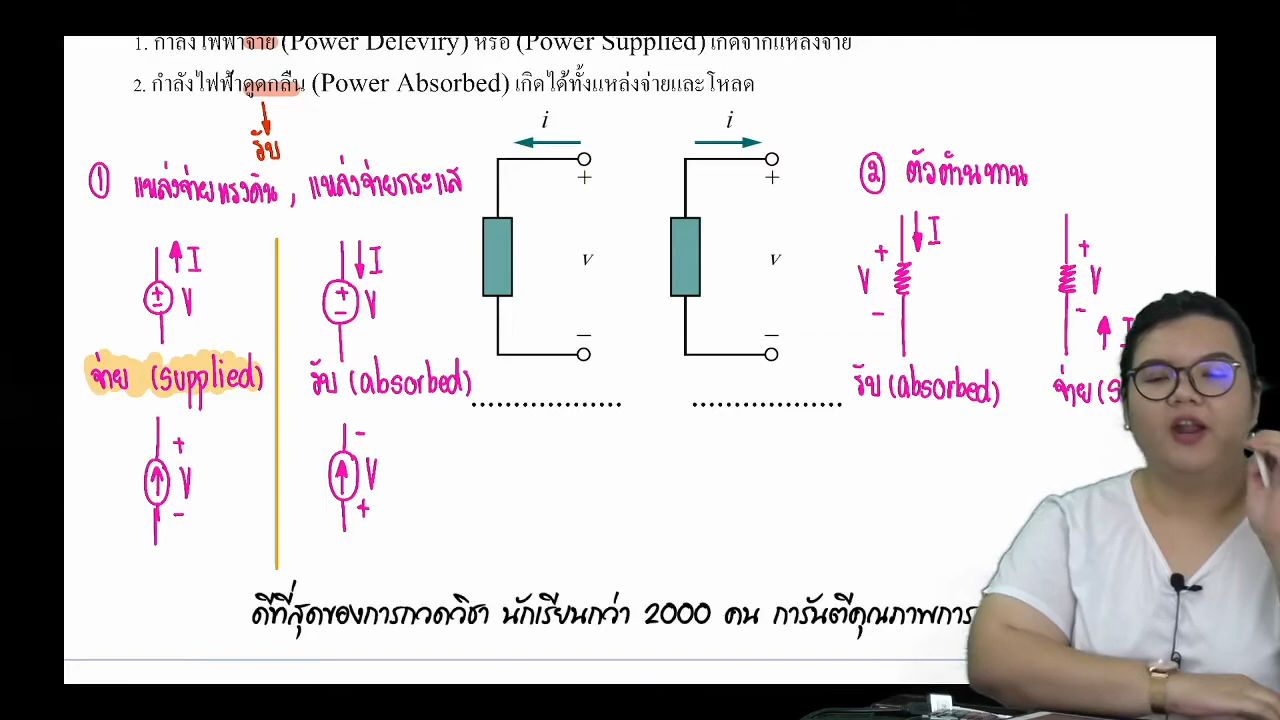 1. กำลังไฟฟ้าจ่าย (Power Deleviry) หรือ (Power Supplied) เกิดจากแหล่งจ่าย
2. กำลังไฟฟ้าดูดกลืน (Power Absorbed) เกิดได้ทั้งแหล่งจ่ายและโหลด
รับ
① แหล่งจ่ายแรงดัน , แหล่งจ่ายกระแส
I
+
−
V
จ่าย (supplied)
+
V
−
I
+
−
V
รับ (absorbed)
−
V
+
i
+
v
−
....................
i
+
v
−
....................
② ตัวต้านทาน
I
+
V
−
รับ (absorbed)
+
V
−
I
จ่าย (s
ดีที่สุดของการกวดวิชา นักเรียนกว่า 2000 คน การันตีคุณภาพการ